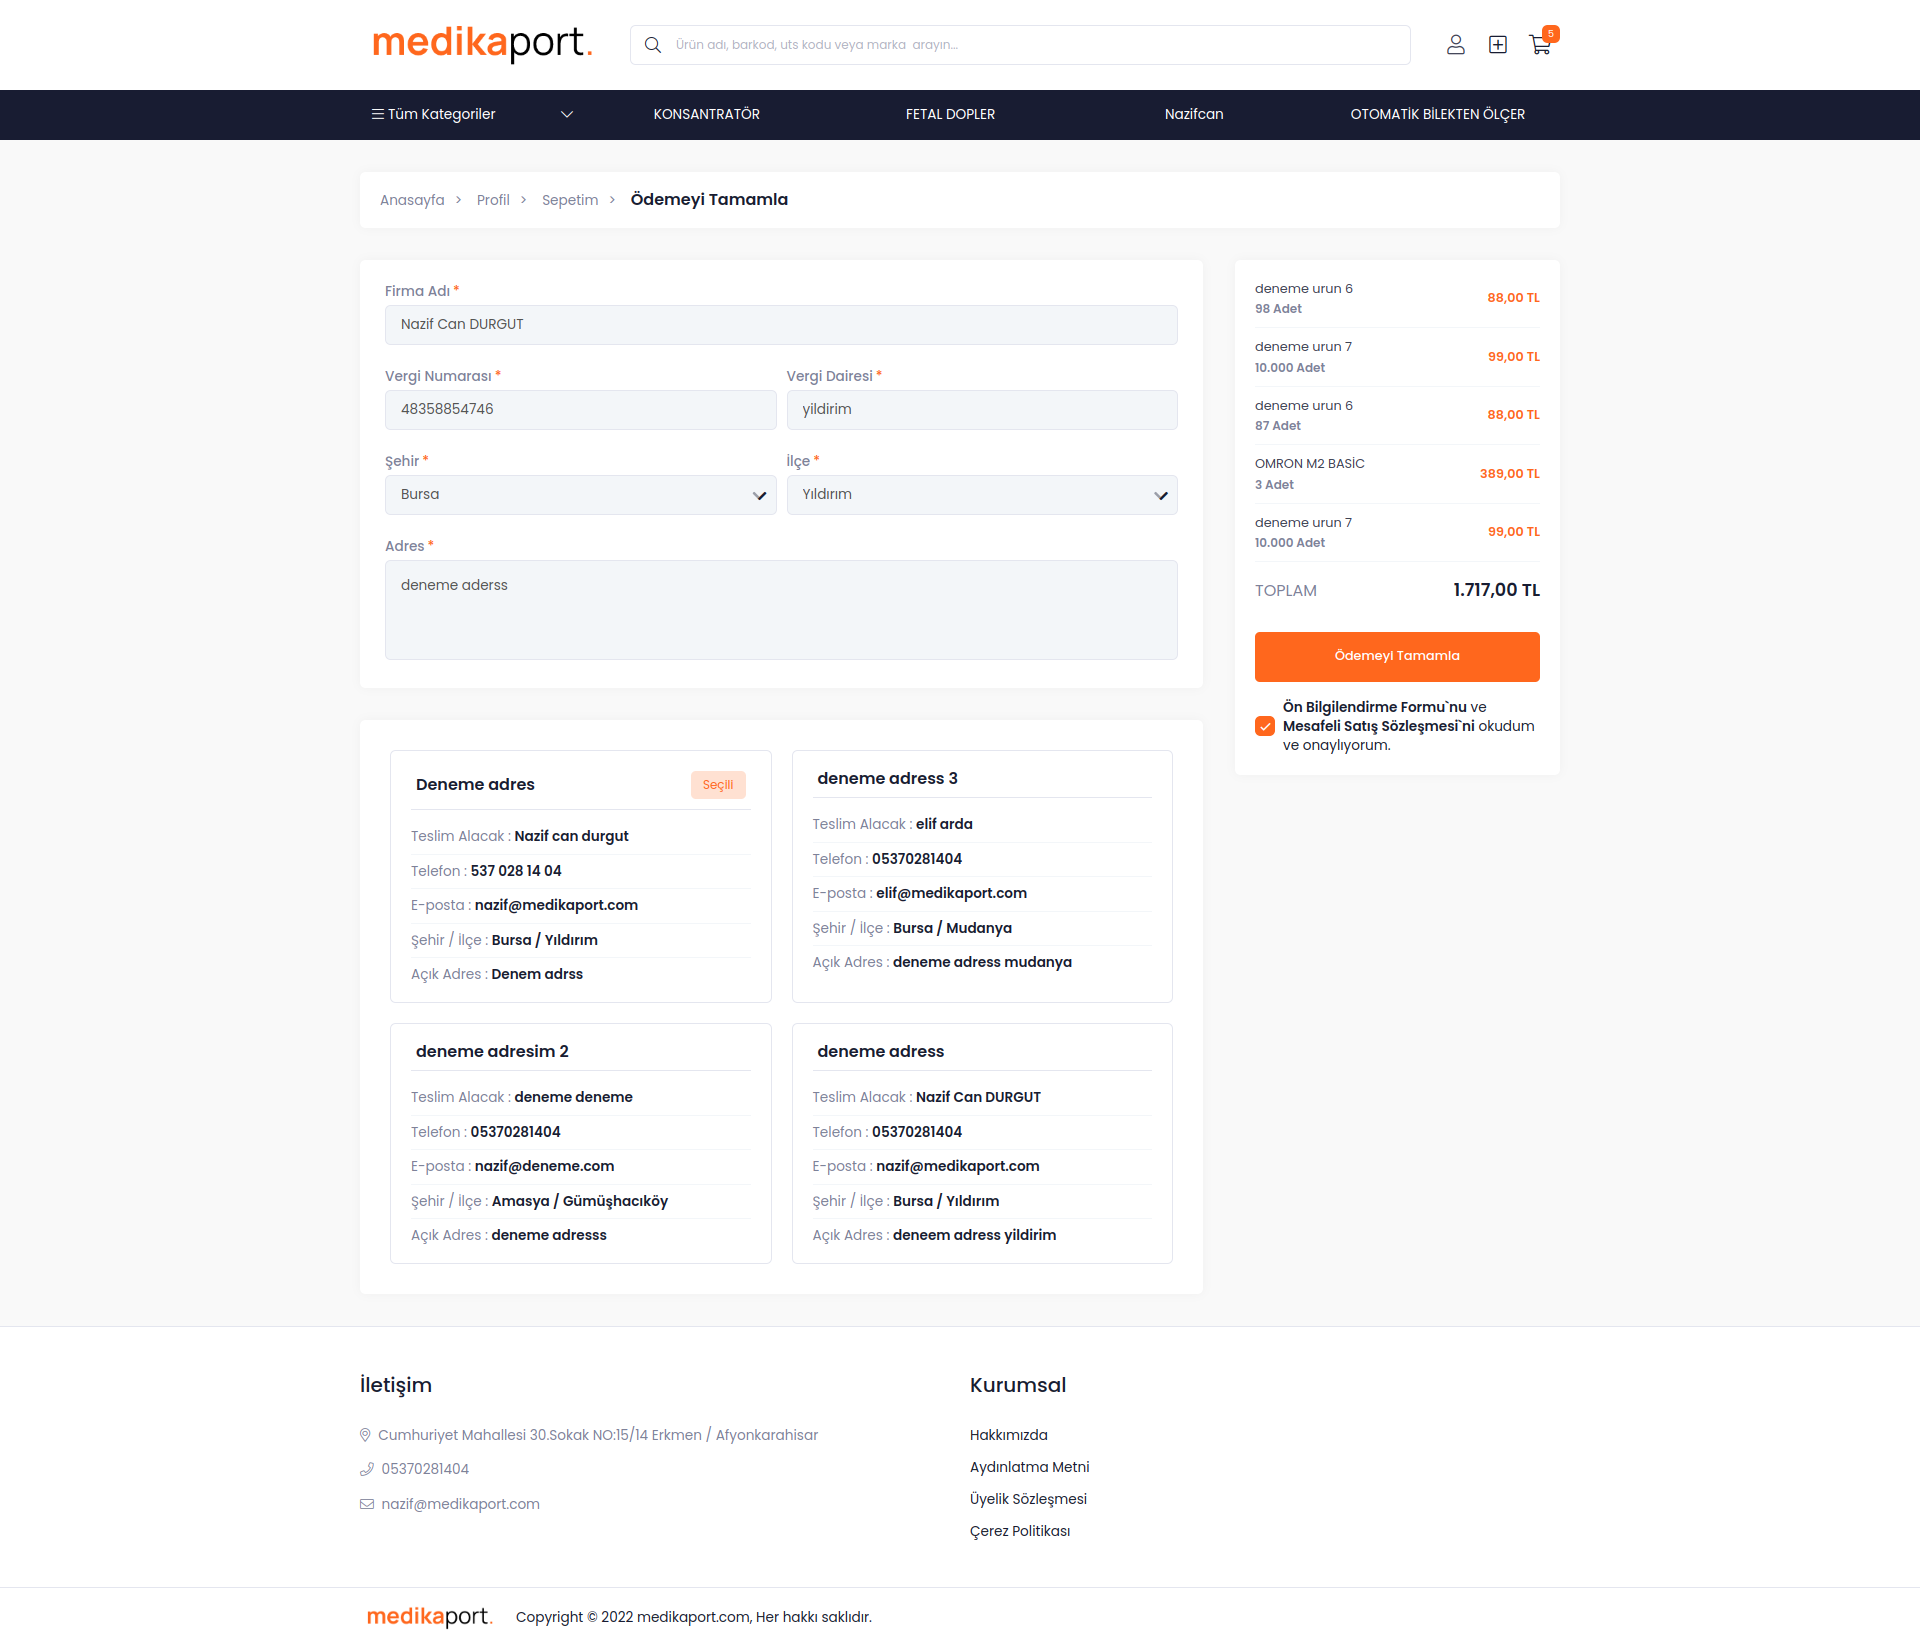 medikaport.
Ürün adı, barkod, uts kodu veya marka arayın...
5
Tüm Kategoriler
KONSANTRATÖR
FETAL DOPLER
Nazifcan
OTOMATİK BİLEKTEN ÖLÇER
Anasayfa > Profil > Sepetim > Ödemeyi Tamamla
Firma Adı *
Nazif Can DURGUT
Vergi Numarası *
48358854746
Vergi Dairesi *
yildirim
Şehir *
Bursa
İlçe *
Yıldırım
Adres *
deneme aderss
deneme urun 6
98 Adet
88,00 TL
deneme urun 7
10.000 Adet
99,00 TL
deneme urun 6
87 Adet
88,00 TL
OMRON M2 BASİC
3 Adet
389,00 TL
deneme urun 7
10.000 Adet
99,00 TL
TOPLAM
1.717,00 TL
Ödemeyİ Tamamla
Ön Bilgilendirme Formu`nu ve
Mesafeli Satış Sözleşmesi`ni okudum
ve onaylıyorum.
Deneme adres
Seçili
Teslim Alacak : Nazif can durgut
Telefon : 537 028 14 04
E-posta : nazif@medikaport.com
Şehir / İlçe : Bursa / Yıldırım
Açık Adres : Denem adrss
deneme adress 3
Teslim Alacak : elif arda
Telefon : 05370281404
E-posta : elif@medikaport.com
Şehir / İlçe : Bursa / Mudanya
Açık Adres : deneme adress mudanya
deneme adresim 2
Teslim Alacak : deneme deneme
Telefon : 05370281404
E-posta : nazif@deneme.com
Şehir / İlçe : Amasya / Gümüşhacıköy
Açık Adres : deneme adresss
deneme adress
Teslim Alacak : Nazif Can DURGUT
Telefon : 05370281404
E-posta : nazif@medikaport.com
Şehir / İlçe : Bursa / Yıldırım
Açık Adres : deneem adress yildirim
İletişim
Cumhuriyet Mahallesi 30.Sokak NO:15/14 Erkmen / Afyonkarahisar
05370281404
nazif@medikaport.com
Kurumsal
Hakkımızda
Aydınlatma Metni
Üyelik Sözleşmesi
Çerez Politikası
medikaport.
Copyright © 2022 medikaport.com, Her hakkı saklıdır.